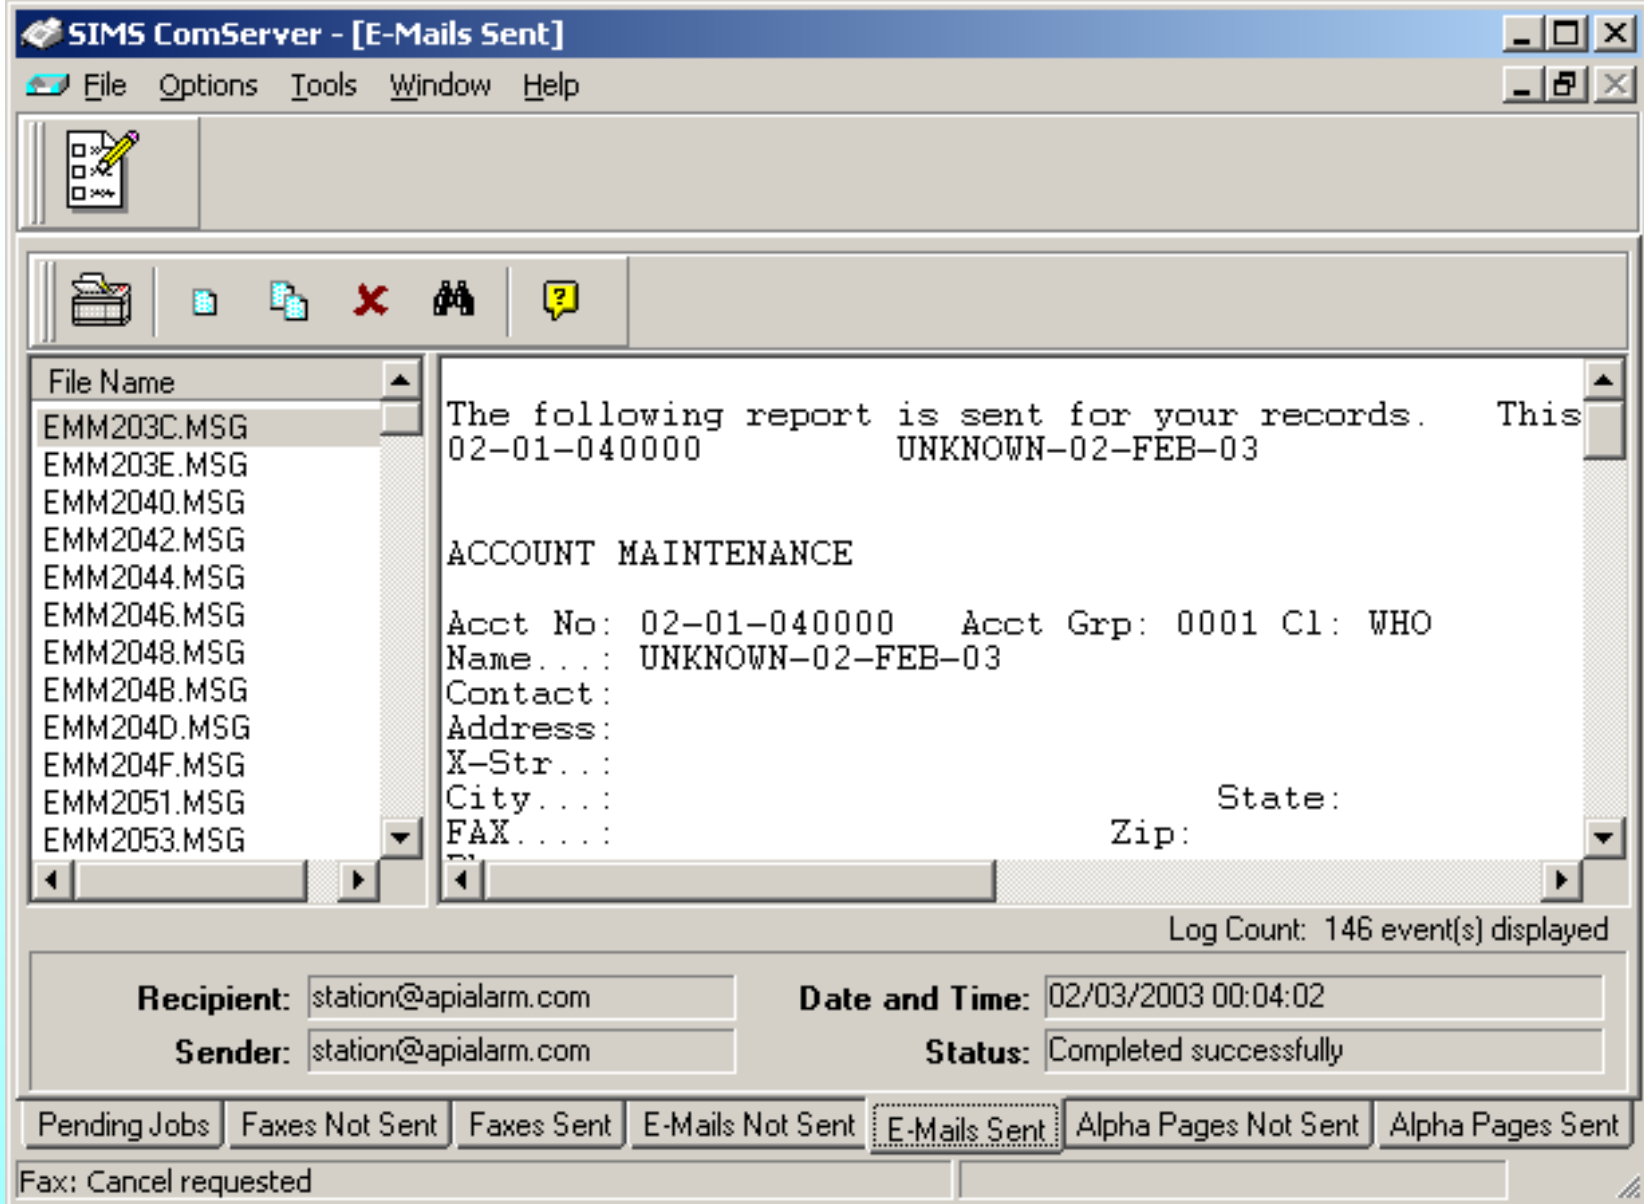 SIMS ComServer - [E-Mails Sent]
File Options Tools Window Help
File Name
EMM203C.MSG
EMM203E.MSG
EMM2040.MSG
EMM2042.MSG
EMM2044.MSG
EMM2046.MSG
EMM2048.MSG
EMM204B.MSG
EMM204D.MSG
EMM204F.MSG
EMM2051.MSG
EMM2053.MSG
The following report is sent for your records. This
02-01-040000 UNKNOWN-02-FEB-03
ACCOUNT MAINTENANCE
Acct No: 02-01-040000 Acct Grp: 0001 Cl: WHO
Name...: UNKNOWN-02-FEB-03
Contact:
Address:
X-Str..:
City...: State:
FAX....: Zip:
Log Count: 146 event(s) displayed
Recipient: station@apialarm.com Date and Time: 02/03/2003 00:04:02
Sender: station@apialarm.com Status: Completed successfully
Pending Jobs Faxes Not Sent Faxes Sent E-Mails Not Sent E-Mails Sent Alpha Pages Not Sent Alpha Pages Sent
Fax: Cancel requested